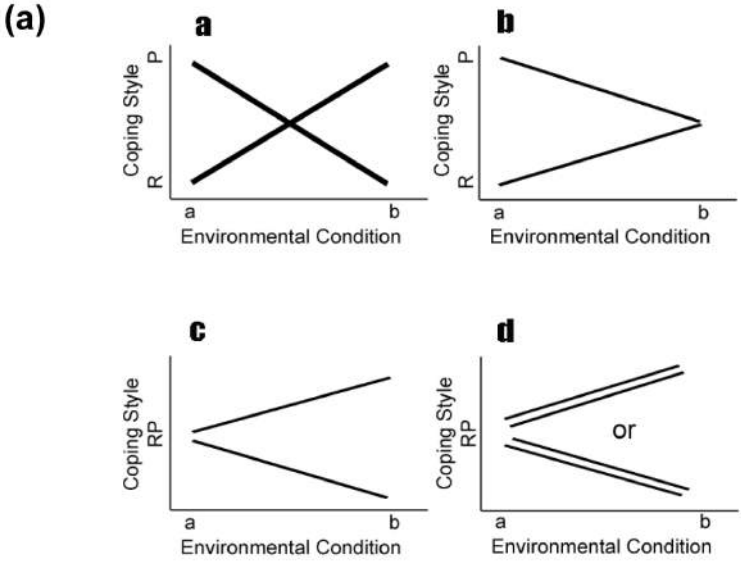 (a)
a
P
Coping Style
R
a b
Environmental Condition
b
P
Coping Style
R
a b
Environmental Condition
c
Coping Style
RP
a b
Environmental Condition
d
Coping Style
RP
or
a b
Environmental Condition